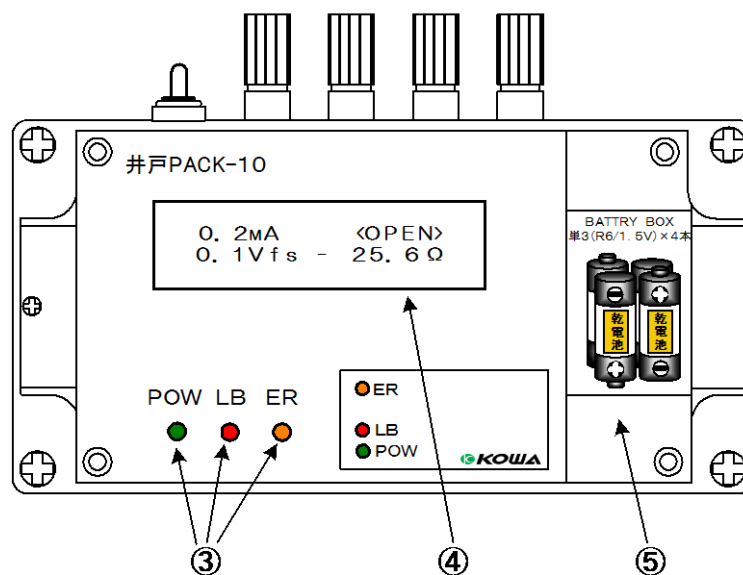 井戸PACK-10
0. 2MA <OPEN>
0. 1Vfs - 25. 6Ω
BATTRY BOX
単3(R6/1. 5V)×4本
乾電池
乾電池
POW LB ER
ER
LB
POW
KOWA
③
④
⑤